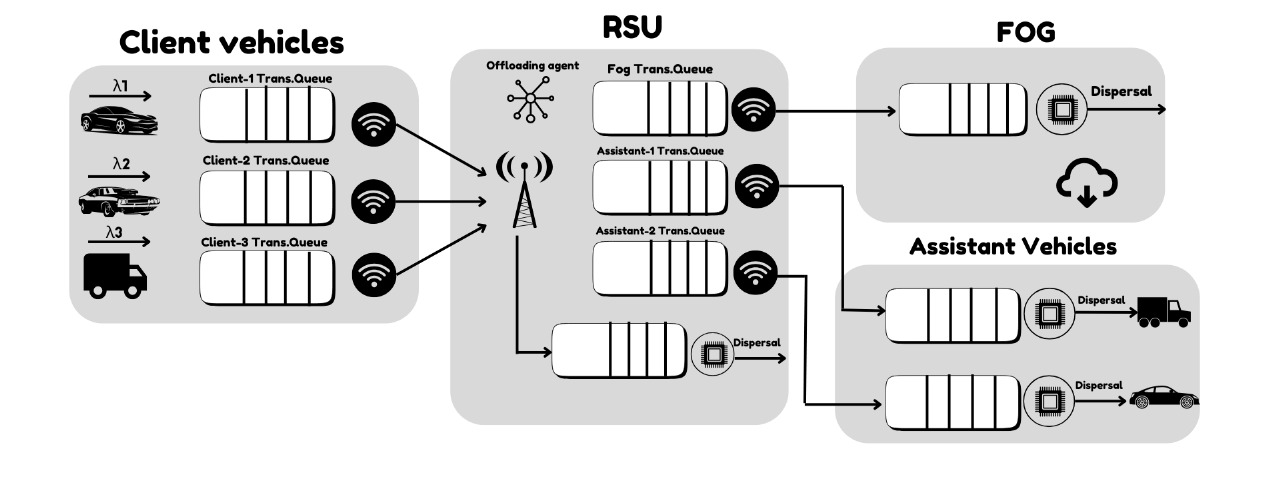 Client vehicles
λ1
Client-1 Trans.Queue
λ2
Client-2 Trans.Queue
λ3
Client-3 Trans.Queue
RSU
Offloading agent
Fog Trans.Queue
Assistant-1 Trans.Queue
Assistant-2 Trans.Queue
Dispersal
FOG
Dispersal
Assistant Vehicles
Dispersal
Dispersal